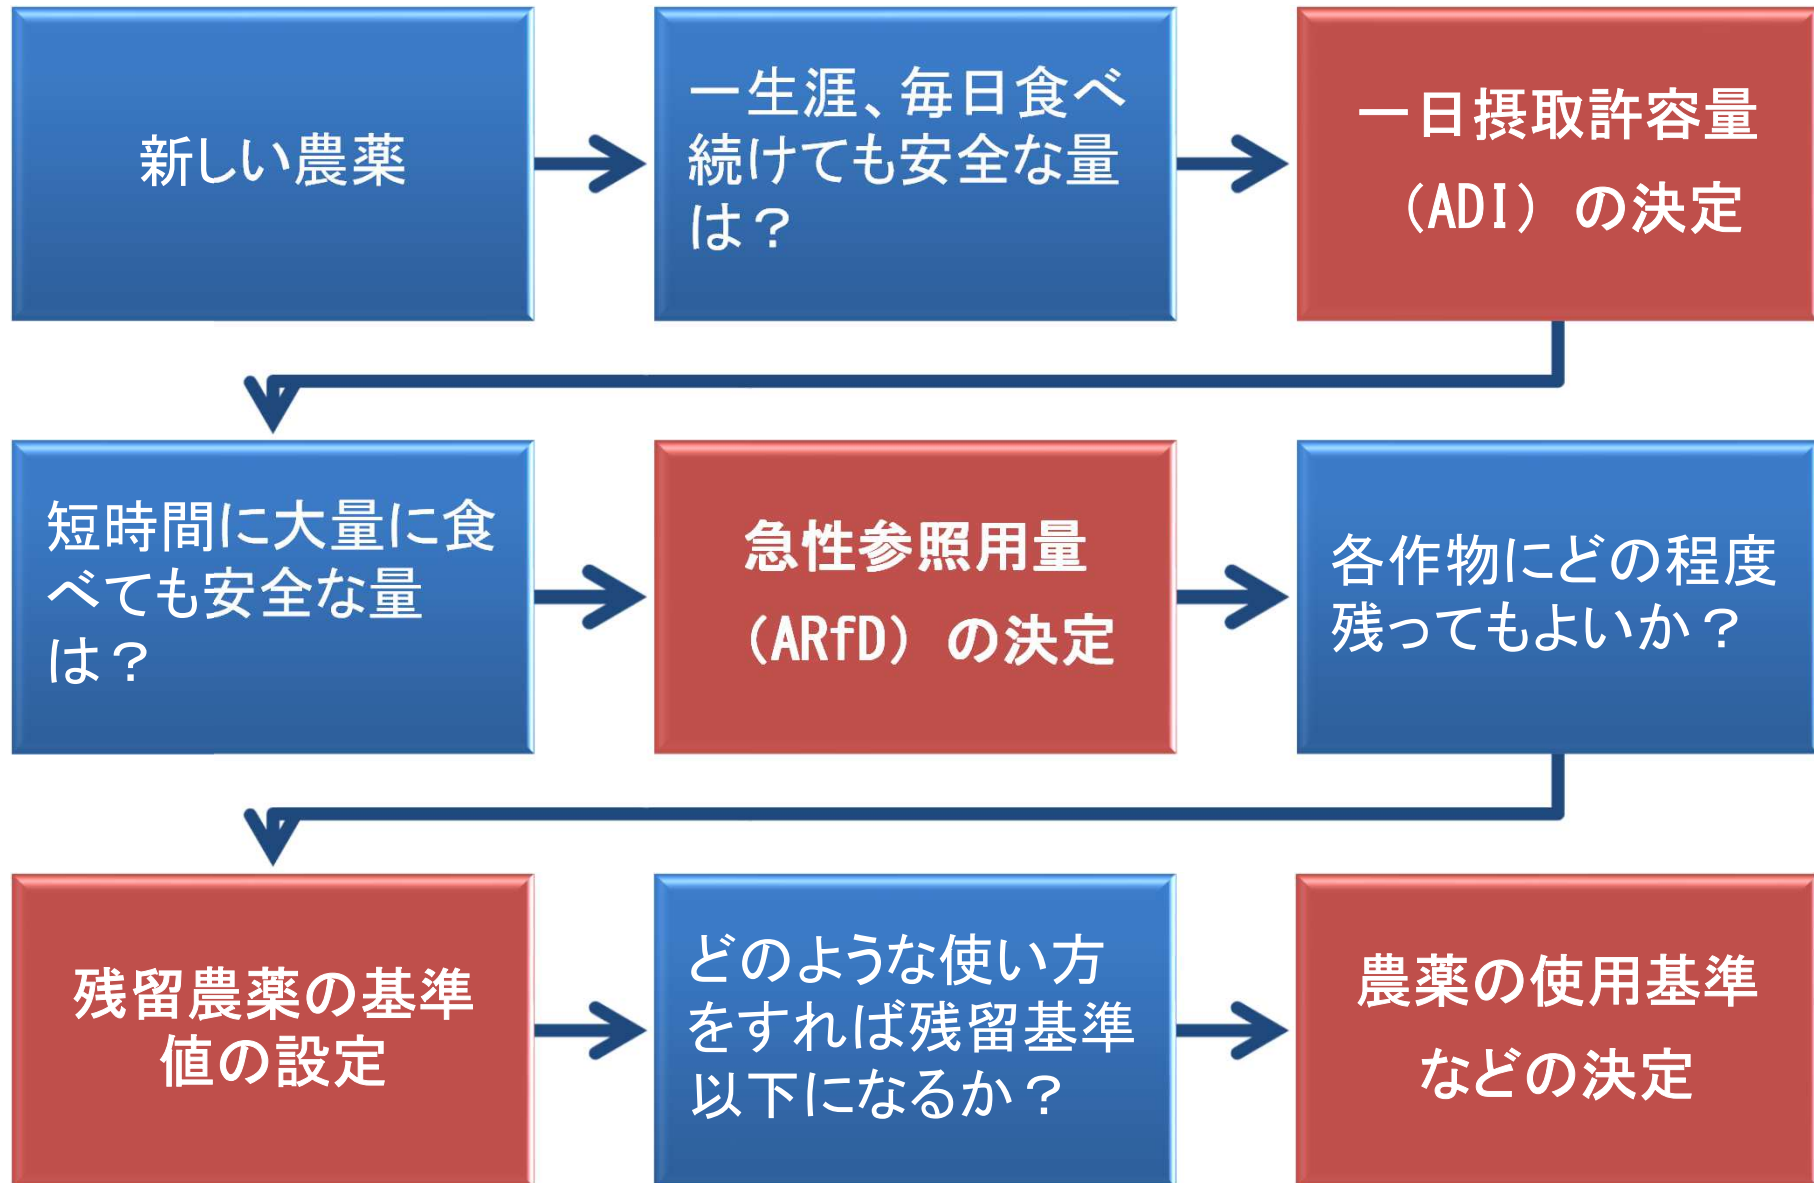 新しい農薬
一生涯、毎日食べ
続けても安全な量
は？
一日摂取許容量
（ADI）の決定
短時間に大量に食
べても安全な量
は？
急性参照用量
（ARfD）の決定
各作物にどの程度
残ってもよいか？
残留農薬の基準
値の設定
どのような使い方
をすれば残留基準
以下になるか？
農薬の使用基準
などの決定